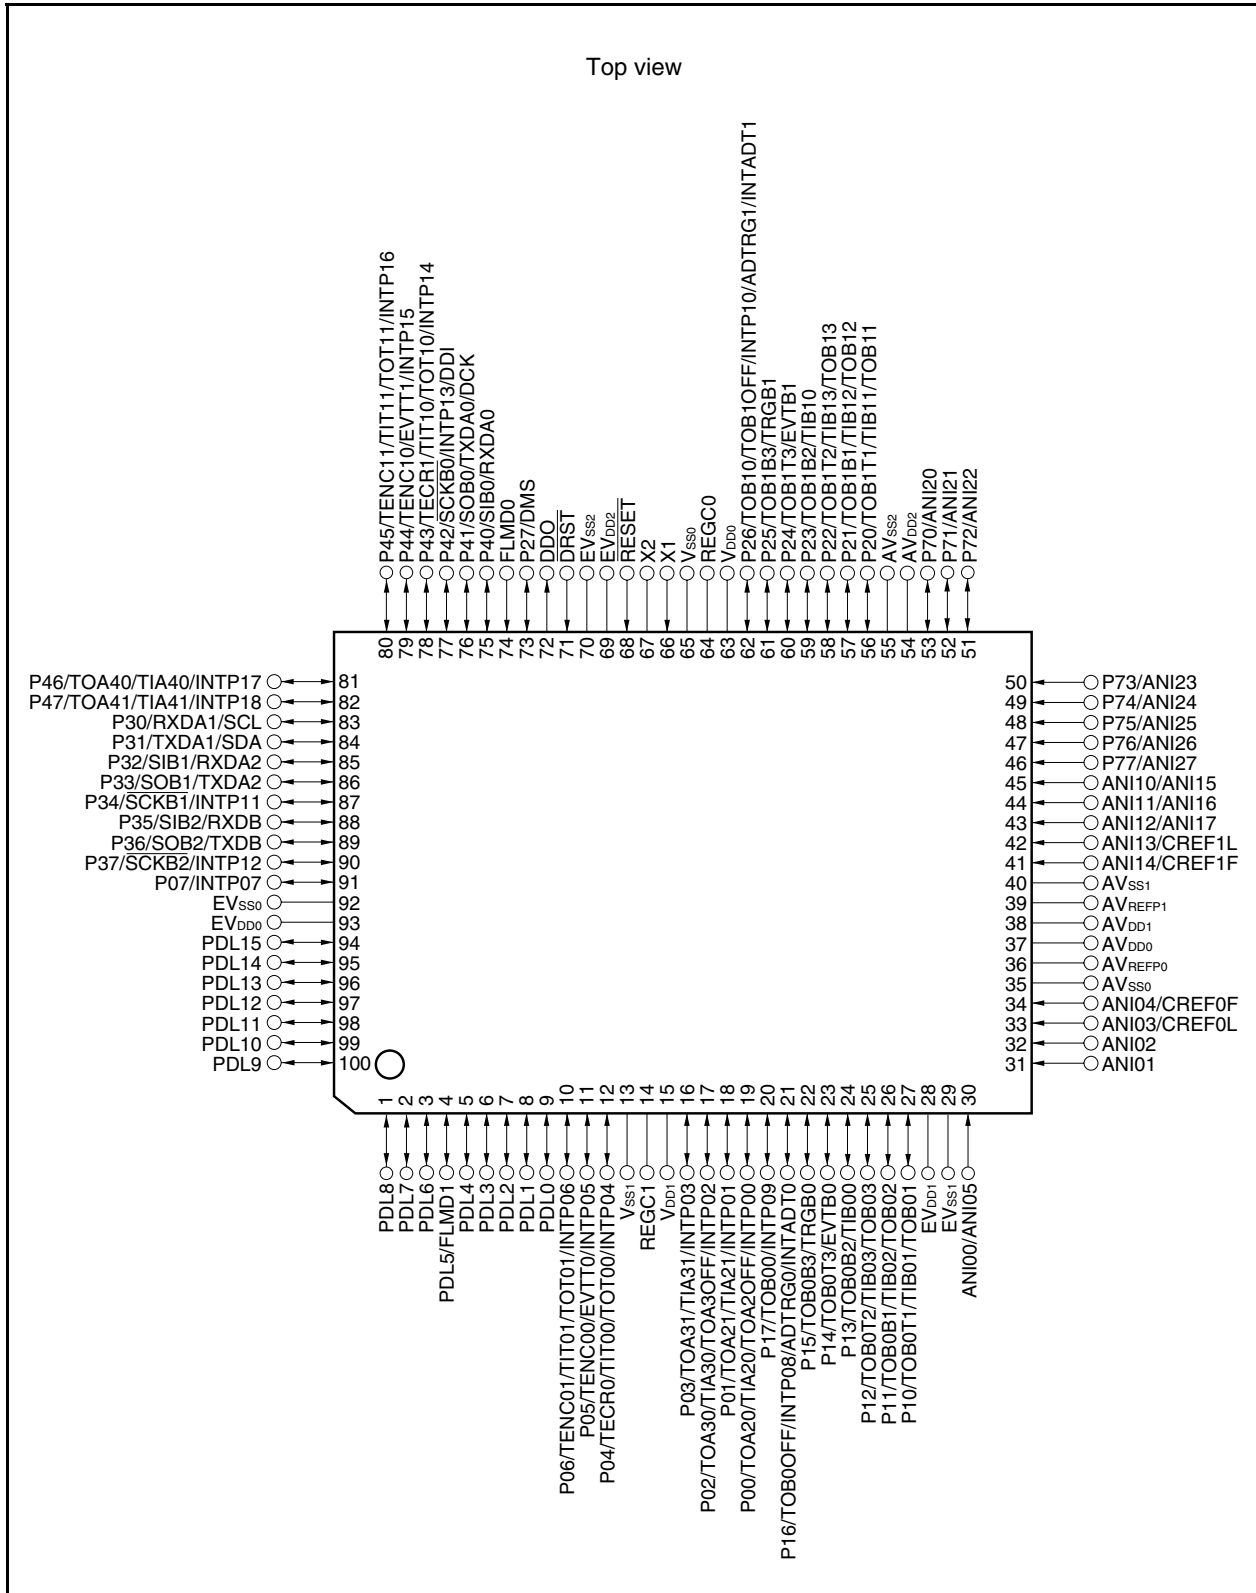 Top view
P45/TENC11/TIT11/TOT11/INTP16
P44/TENC10/EVTT1/INTP15
P43/TECR1/TIT10/TOT10/INTP14
P42/SCKB0/INTP13/DDI
P41/SOB0/TXDA0/DCK
P40/SIB0/RXDA0
FLMD0
P27/DMS
DDO
DRST
EVSS2
EVDD2
RESET
X2
X1
VSS0
REGC0
VDD0
P26/TOB10/TOB1OFF/INTP10/ADTRG1/INTADT1
P25/TOB1B3/TRGB1
P24/TOB1T3/EVTB1
P23/TOB1B2/TIB10
P22/TOB1T2/TIB13/TOB13
P21/TOB1B1/TIB12/TOB12
P20/TOB1T1/TIB11/TOB11
AVSS2
AVDD2
P70/ANI20
P71/ANI21
P72/ANI22
80 79 78 77 76 75 74 73 72 71 70 69 68 67 66 65 64 63 62 61 60 59 58 57 56 55 54 53 52 51
P46/TOA40/TIA40/INTP17 81
P47/TOA41/TIA41/INTP18 82
P30/RXDA1/SCL 83
P31/TXDA1/SDA 84
P32/SIB1/RXDA2 85
P33/SOB1/TXDA2 86
P34/SCKB1/INTP11 87
P35/SIB2/RXDB 88
P36/SOB2/TXDB 89
P37/SCKB2/INTP12 90
P07/INTP07 91
EVSS0 92
EVDD0 93
PDL15 94
PDL14 95
PDL13 96
PDL12 97
PDL11 98
PDL10 99
PDL9 100
50 P73/ANI23
49 P74/ANI24
48 P75/ANI25
47 P76/ANI26
46 P77/ANI27
45 ANI10/ANI15
44 ANI11/ANI16
43 ANI12/ANI17
42 ANI13/CREF1L
41 ANI14/CREF1F
40 AVSS1
39 AVREFP1
38 AVDD1
37 AVDD0
36 AVREFP0
35 AVSS0
34 ANI04/CREF0F
33 ANI03/CREF0L
32 ANI02
31 ANI01
1 2 3 4 5 6 7 8 9 10 11 12 13 14 15 16 17 18 19 20 21 22 23 24 25 26 27 28 29 30
PDL8
PDL7
PDL6
PDL5/FLMD1
PDL4
PDL3
PDL2
PDL1
PDL0
P06/TENC01/TIT01/TOT01/INTP06
P05/TENC00/EVTT0/INTP05
P04/TECR0/TIT00/TOT00/INTP04
VSS1
REGC1
VDD1
P03/TOA31/TIA31/INTP03
P02/TOA30/TIA30/TOA3OFF/INTP02
P01/TOA21/TIA21/INTP01
P00/TOA20/TIA20/TOA2OFF/INTP00
P17/TOB00/INTP09
P16/TOB0OFF/INTP08/ADTRG0/INTADT0
P15/TOB0B3/TRGB0
P14/TOB0T3/EVTB0
P13/TOB0B2/TIB00
P12/TOB0T2/TIB03/TOB03
P11/TOB0B1/TIB02/TOB02
P10/TOB0T1/TIB01/TOB01
EVDD1
EVSS1
ANI00/ANI05